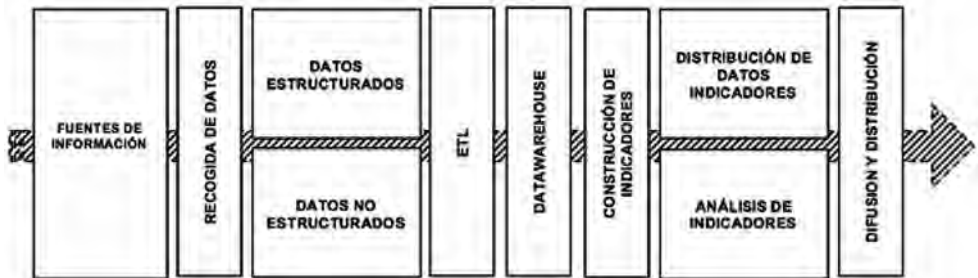 FUENTES DE
INFORMACIÓN
RECOGIDA DE DATOS
DATOS
ESTRUCTURADOS
DATOS NO
ESTRUCTURADOS
ETL
DATAWAREHOUSE
CONSTRUCCIÓN DE
INDICADORES
DISTRIBUCIÓN DE
DATOS
INDICADORES
ANÁLISIS DE
INDICADORES
DIFUSION Y DISTRIBUCIÓN